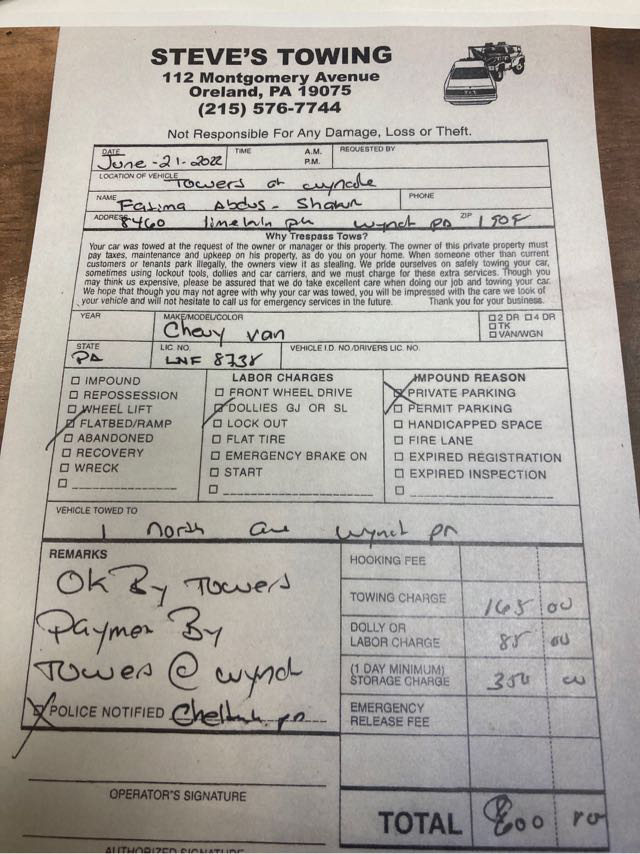 STEVE'S TOWING
112 Montgomery Avenue
Oreland, PA 19075
(215) 576-7744
Not Responsible For Any Damage, Loss or Theft.
DATE June-21-2022 TIME A.M. P.M. REQUESTED BY
LOCATION OF VEHICLE Towers at wyncote
NAME Fatima Abdus- PHONE
ADDRESS 8460 pk wynct pa ZIP
Why Trespass Tows?
Your car was towed at the request of the owner or manager or this property. The owner of this private property must
pay taxes, maintenance and upkeep on his property, as do you on your home. When someone other than current
customers or tenants park illegally, the owners view it as stealing. We pride ourselves on safely towing your car,
sometimes using lockout tools, dollies and car carriers, and we must charge for these extra services. Though you
may think us expensive, please be assured that we do take excellent care when doing our job and towing your car.
We hope that though you may not agree with why your car was towed, you will be impressed with the care we took of
your vehicle and will not hesitate to call us for emergency services in the future. Thank you for your business.
YEAR MAKE/MODEL/COLOR Chevy van 2 DR 4 DR
TK
VAN/WGN
STATE PA LIC NO. LNF 8738 VEHICLE I.D. NO./DRIVERS LIC. NO.
IMPOUND
REPOSSESSION
WHEEL LIFT
FLATBED/RAMP
ABANDONED
RECOVERY
WRECK
LABOR CHARGES
FRONT WHEEL DRIVE
DOLLIES GJ OR SL
LOCK OUT
FLAT TIRE
EMERGENCY BRAKE ON
START
IMPOUND REASON
PRIVATE PARKING
PERMIT PARKING
HANDICAPPED SPACE
FIRE LANE
EXPIRED REGISTRATION
EXPIRED INSPECTION
VEHICLE TOWED TO
1 north ave wynct pa
REMARKS
Ok By Towers
Paymen By
Towers @ wynct
POLICE NOTIFIED
HOOKING FEE
TOWING CHARGE 165 00
DOLLY OR
LABOR CHARGE 85 00
(1 DAY MINIMUM)
STORAGE CHARGE 350 00
EMERGENCY
RELEASE FEE
TOTAL 600
OPERATOR'S SIGNATURE
AUTHORIZED SIGNATURE